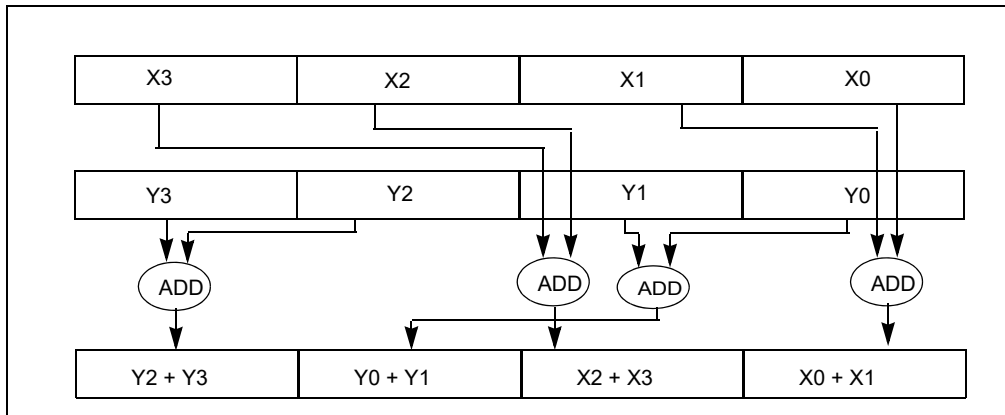 X3 X2 X1 X0
Y3 Y2 Y1 Y0
ADD ADD ADD ADD
Y2 + Y3 Y0 + Y1 X2 + X3 X0 + X1